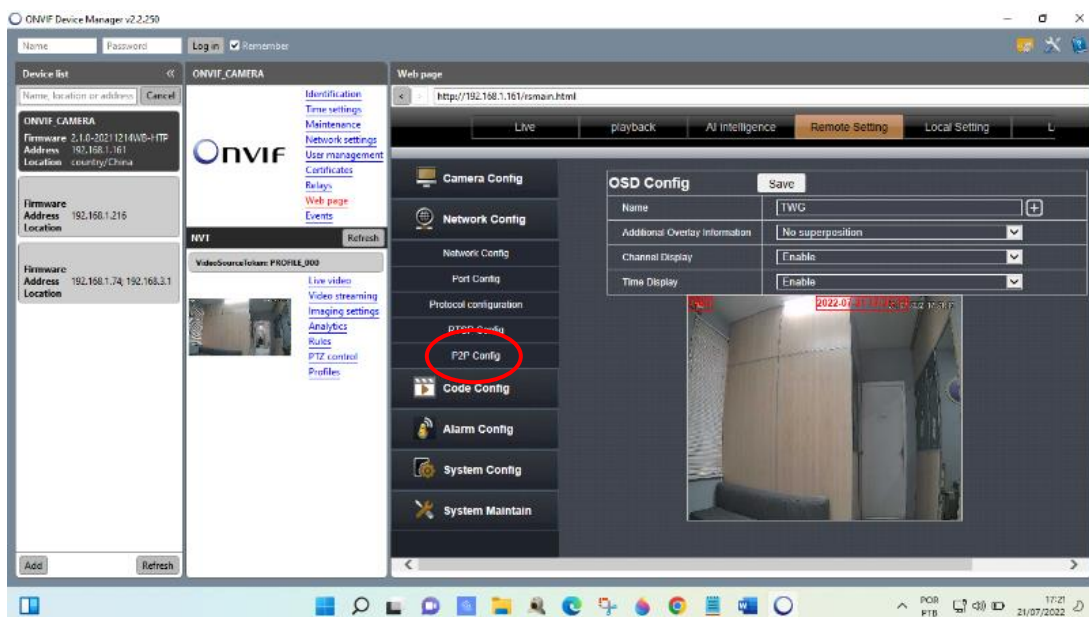 ONVIF Device Manager v2.2.250
Name
Password
Log in
Remember
Device list
Name, location or address
Cancel
ONVIF_CAMERA
Firmware 2.1.0-20211214WB-HTP
Address 192.168.1.161
Location country/China
Firmware
Address 192.168.1.216
Location
Firmware
Address 192.168.1.74; 192.168.3.1
Location
Add
Refresh
ONVIF_CAMERA
ONVIF
Identification
Time settings
Maintenance
Network settings
User management
Certificates
Relays
Web page
Events
NVT
Refresh
VideoSourceToken: PROFILE_000
Live video
Video streaming
Imaging settings
Analytics
Rules
PTZ control
Profiles
Web page
http://192.168.1.161/rsmain.html
Live
playback
AI Intelligence
Remote Setting
Local Setting
L
Camera Config
Network Config
Network Config
Port Config
Protocol configuration
RTSP Config
P2P Config
Code Config
Alarm Config
System Config
System Maintain
OSD Config
Save
Name
TWG
Additional Overlay Information
No superposition
Channel Display
Enable
Time Display
Enable
POR
PTB
17:21
21/07/2022